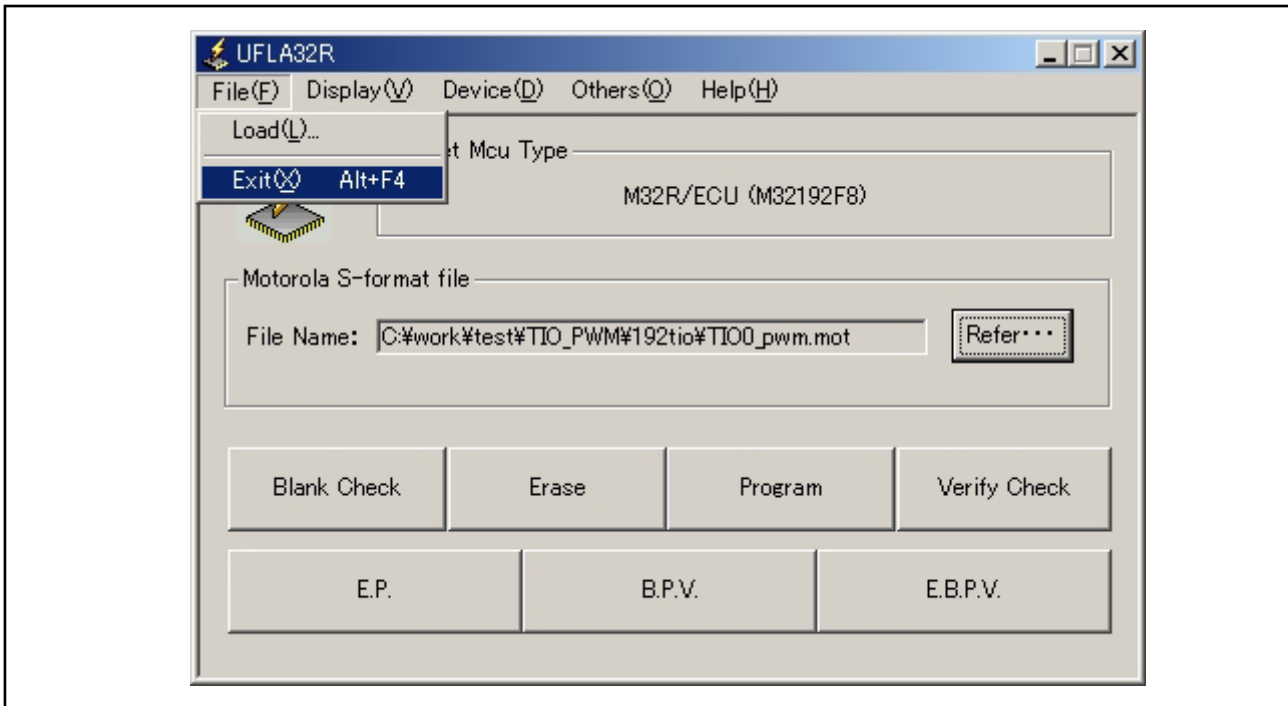 UFLA32R
File(F) Display(V) Device(D) Others(O) Help(H)
Load(L)...
Exit(X) Alt+F4
et Mcu Type
M32R/ECU (M32192F8)
Motorola S-format file
File Name: C:¥work¥test¥TIO_PWM¥192tio¥TIO0_pwm.mot Refer・・・
Blank Check Erase Program Verify Check
E.P. B.P.V. E.B.P.V.